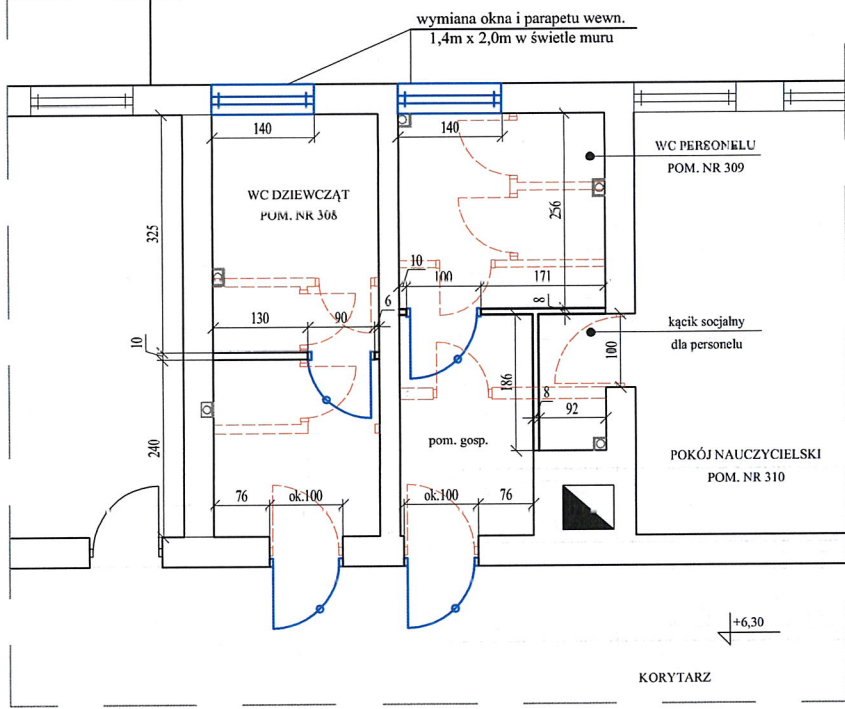 wymiana okna i parapetu wewn.
1,4m x 2,0m w świetle muru
140
140
WC PERSONELU
POM. NR 309
WC DZIEWCZĄT
POM. NR 308
256
325
10
100
171
130
90
6
8
kącik socjalny
dla personelu
10
100
186
8
92
240
pom. gosp.
POKÓJ NAUCZYCIELSKI
POM. NR 310
76
ok.100
ok.100
76
+6,30
KORYTARZ